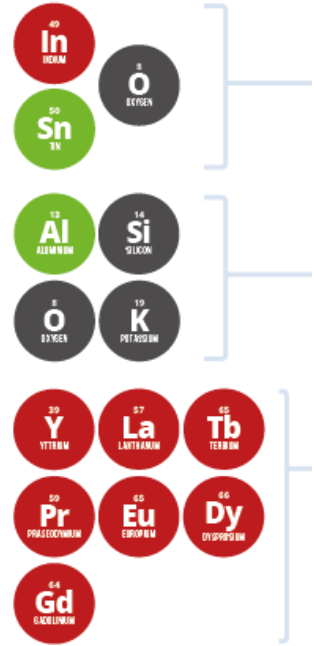 49
In
INDIUM
8
O
OXYGEN
50
Sn
TIN
13
Al
ALUMINIUM
14
Si
SILICON
8
O
OXYGEN
19
K
POTASSIUM
39
Y
YTTRIUM
57
La
LANTHANUM
65
Tb
TERBIUM
59
Pr
PRASEODYMIUM
Eu
EUROPIUM
66
Dy
DYSPROSIUM
64
Gd
GADOLINIUM